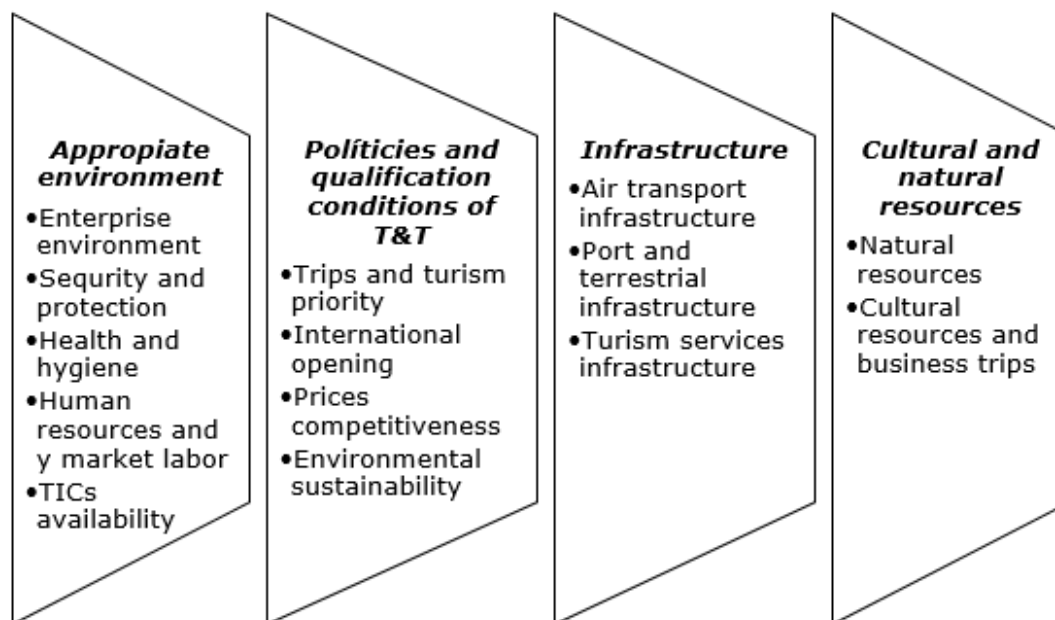 Appropiate
environment
•Enterprise
environment
•Sequrity and
protection
•Health and
hygiene
•Human
resources and
y market labor
•TICs
availability
Políticies and
qualification
conditions of
T&T
•Trips and turism
priority
•International
opening
•Prices
competitiveness
•Environmental
sustainability
Infrastructure
•Air transport
infrastructure
•Port and
terrestrial
infrastructure
•Turism services
infrastructure
Cultural and
natural
resources
•Natural
resources
•Cultural
resources and
business trips